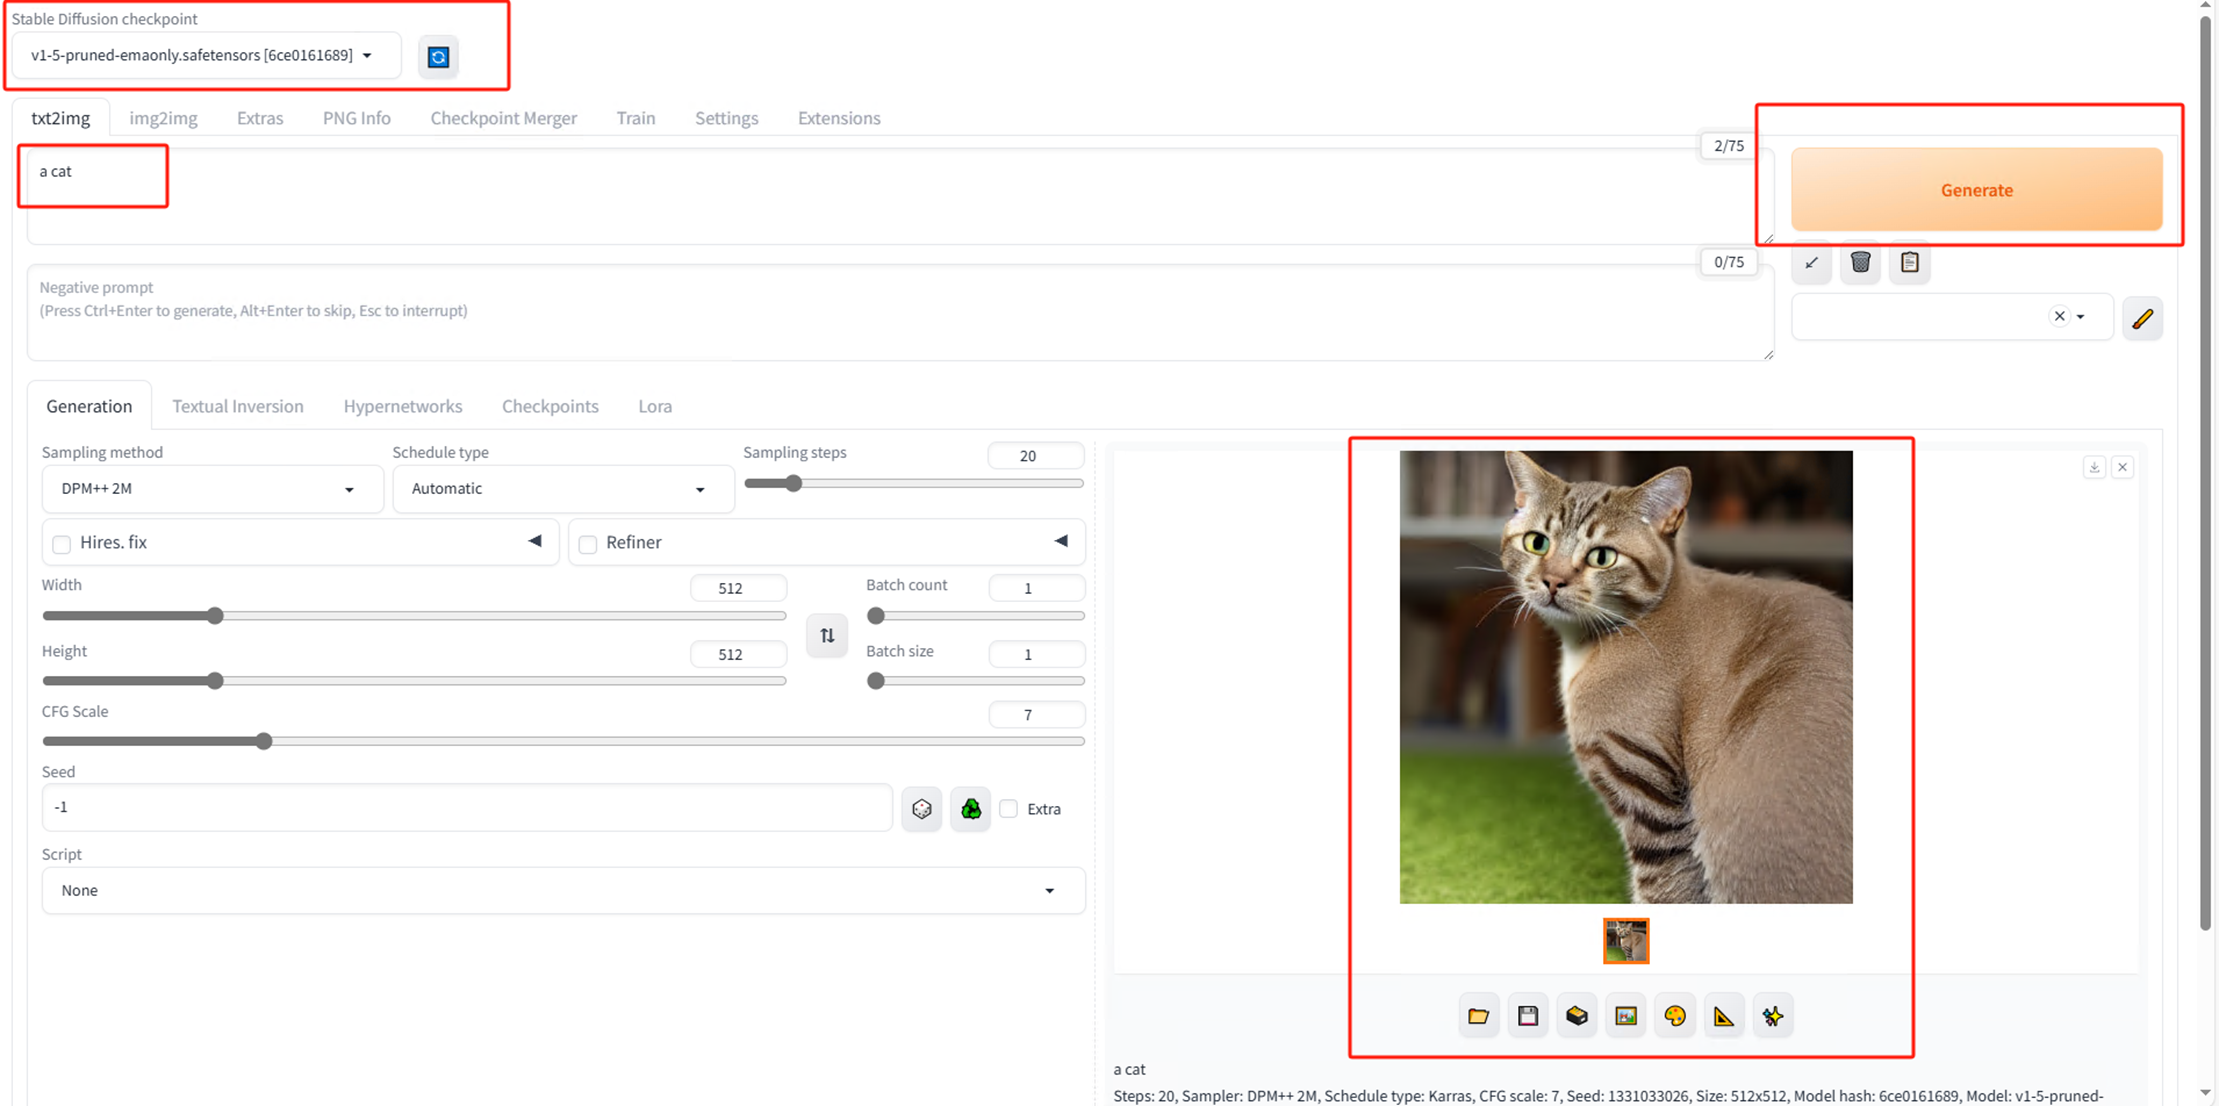 Stable Diffusion checkpoint
v1-5-pruned-emaonly.safetensors [6ce0161689]
txt2img img2img Extras PNG Info Checkpoint Merger Train Settings Extensions
2/75
a cat
Generate
0/75
Negative prompt
(Press Ctrl+Enter to generate, Alt+Enter to skip, Esc to interrupt)
Generation Textual Inversion Hypernetworks Checkpoints Lora
Sampling method Schedule type Sampling steps 20
DPM++ 2M Automatic
Hires. fix Refiner
Width 512 Batch count 1
Height 512 Batch size 1
CFG Scale 7
Seed
-1
Extra
Script
None
a cat
Steps: 20, Sampler: DPM++ 2M, Schedule type: Karras, CFG scale: 7, Seed: 1331033026, Size: 512x512, Model hash: 6ce0161689, Model: v1-5-pruned-